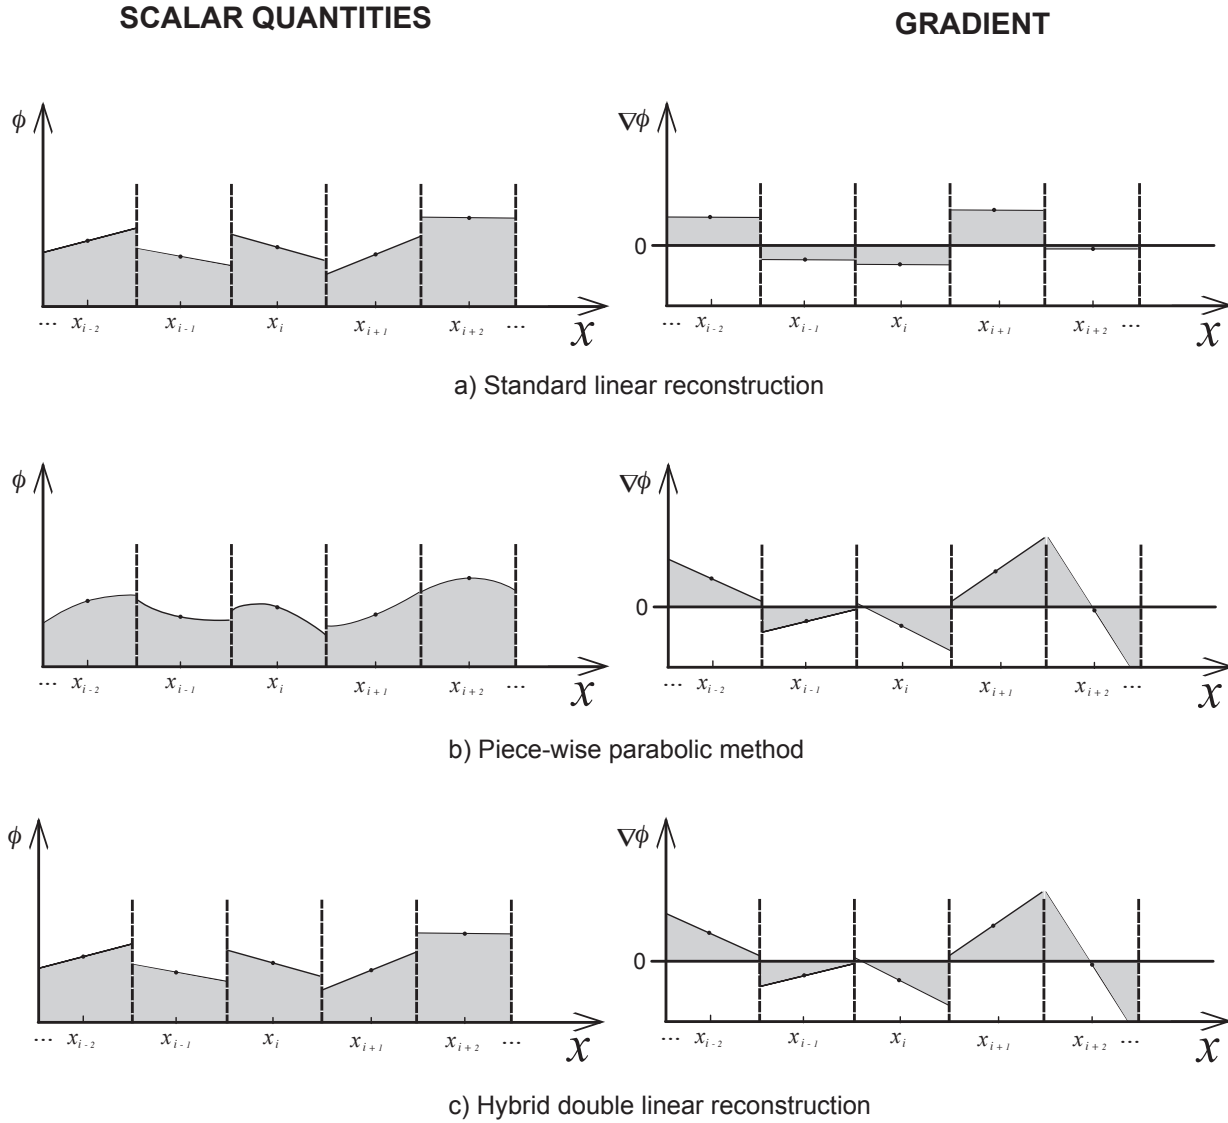 SCALAR QUANTITIES
GRADIENT
ϕ
∇ϕ
0
... x_{i-2} x_{i-1} x_i x_{i+1} x_{i+2} ... x
... x_{i-2} x_{i-1} x_i x_{i+1} x_{i+2} ... x
a) Standard linear reconstruction
ϕ
∇ϕ
0
... x_{i-2} x_{i-1} x_i x_{i+1} x_{i+2} ... x
... x_{i-2} x_{i-1} x_i x_{i+1} x_{i+2} ... x
b) Piece-wise parabolic method
ϕ
∇ϕ
0
... x_{i-2} x_{i-1} x_i x_{i+1} x_{i+2} ... x
... x_{i-2} x_{i-1} x_i x_{i+1} x_{i+2} ... x
c) Hybrid double linear reconstruction